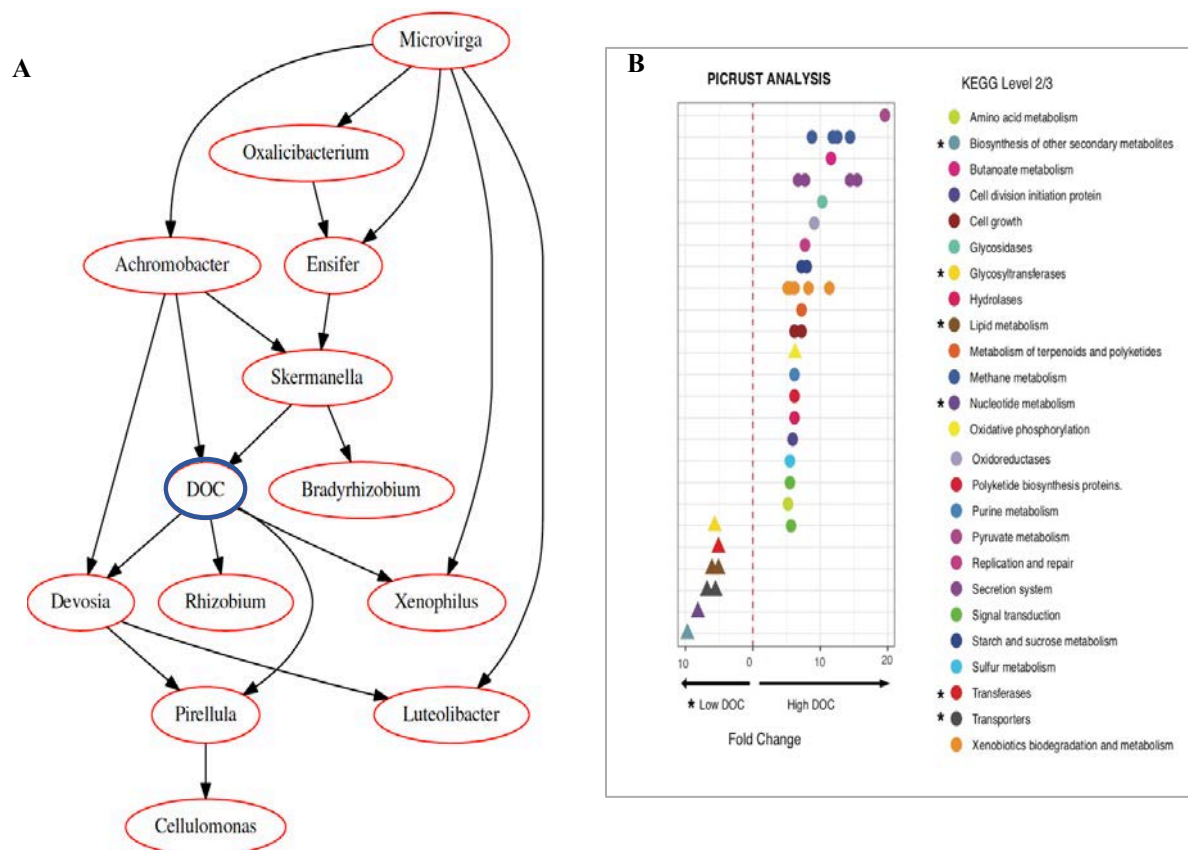 A
Microvirga
Oxalicibacterium
Achromobacter
Ensifer
Skermanella
DOC
Bradyrhizobium
Devosia
Rhizobium
Xenophilus
Pirellula
Luteolibacter
Cellulomonas
B
PICRUST ANALYSIS
KEGG Level 2/3
Amino acid metabolism
* Biosynthesis of other secondary metabolites
Butanoate metabolism
Cell division initiation protein
Cell growth
Glycosidases
* Glycosyltransferases
Hydrolases
* Lipid metabolism
Metabolism of terpenoids and polyketides
Methane metabolism
* Nucleotide metabolism
Oxidative phosphorylation
Oxidoreductases
Polyketide biosynthesis proteins.
Purine metabolism
Pyruvate metabolism
Replication and repair
Secretion system
Signal transduction
Starch and sucrose metabolism
Sulfur metabolism
* Transferases
* Transporters
Xenobiotics biodegradation and metabolism
10 0 10 20
* Low DOC High DOC
Fold Change